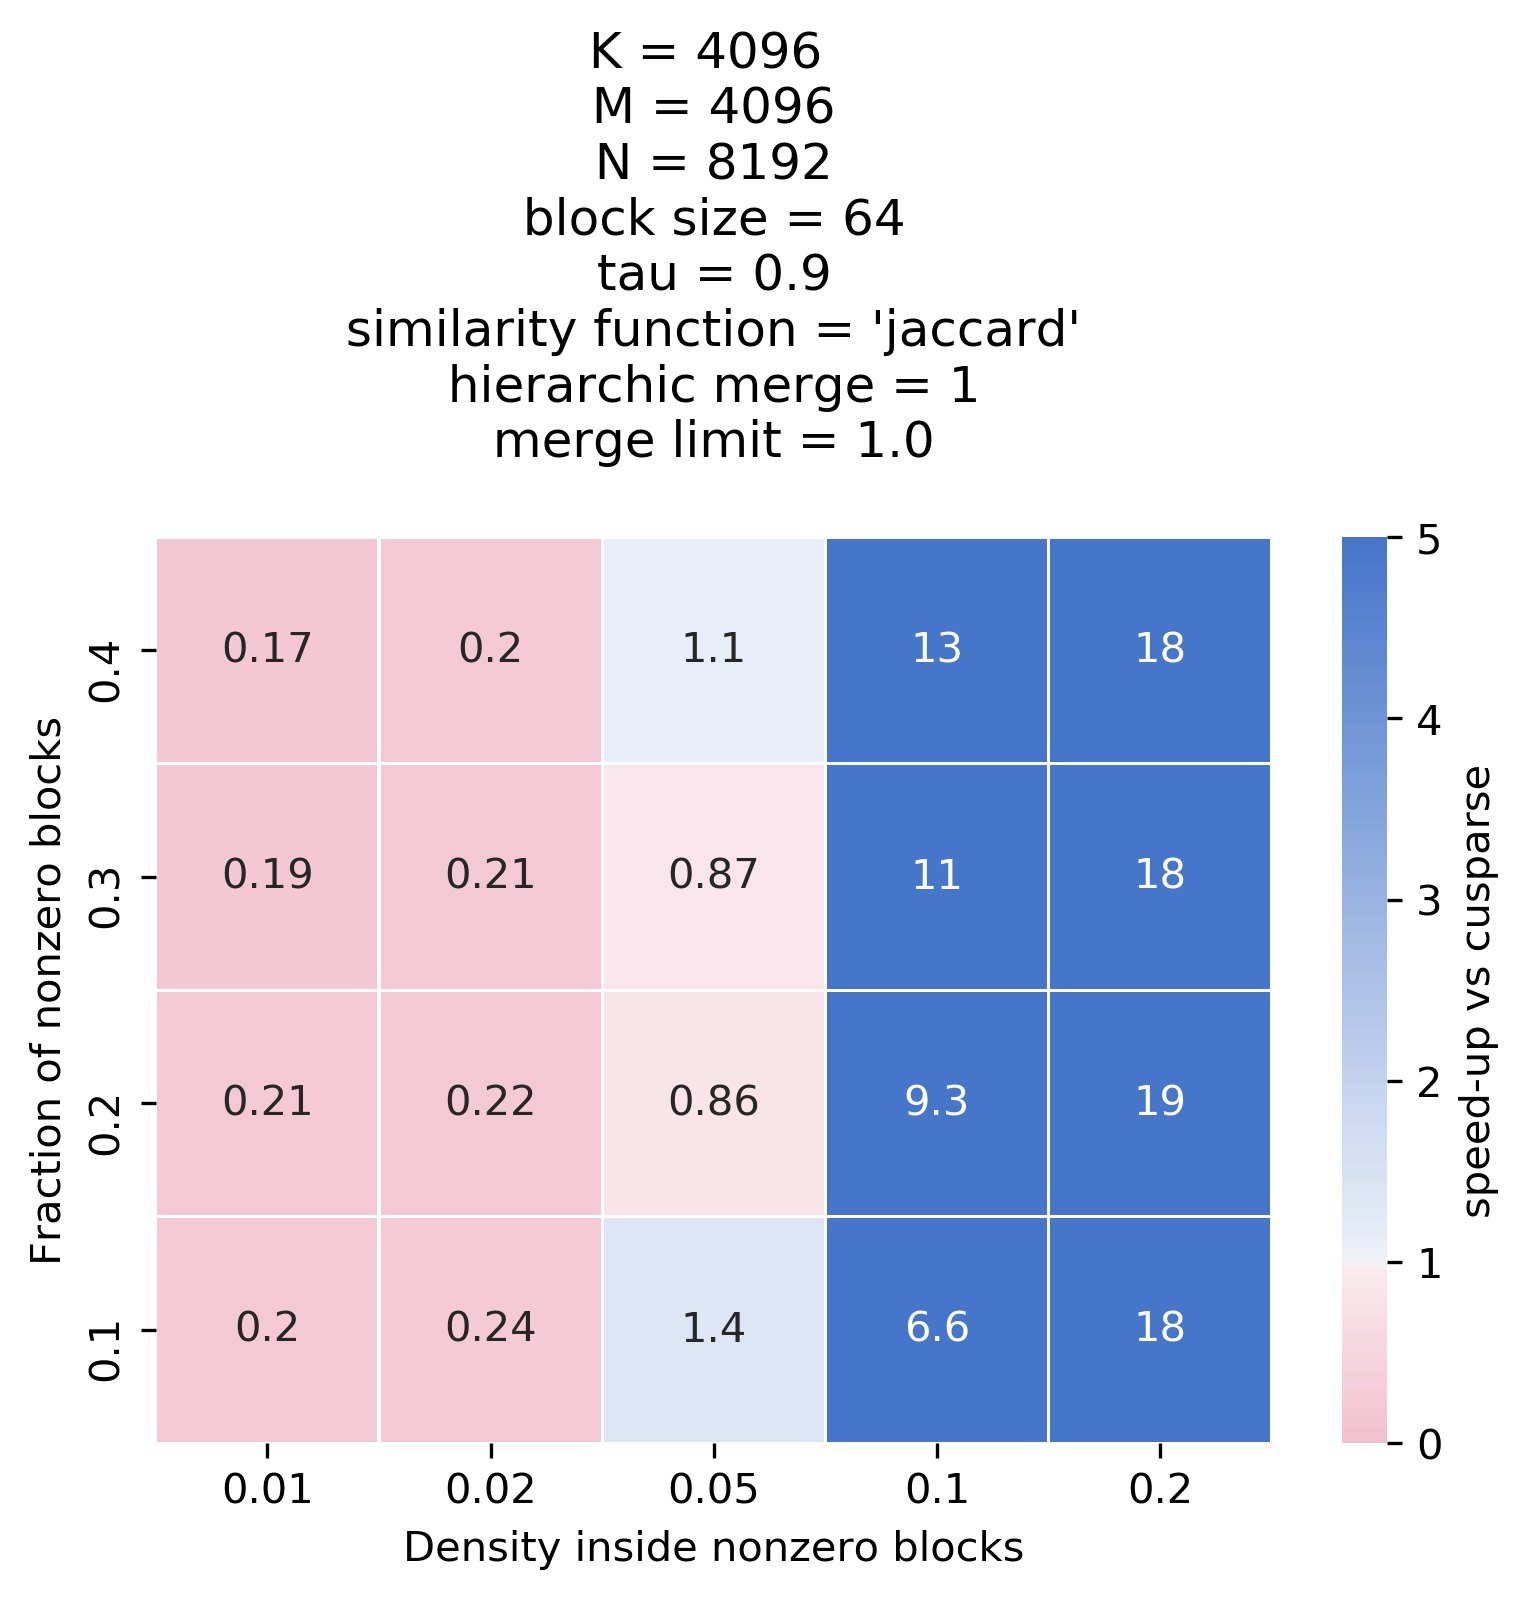 K = 4096
M = 4096
N = 8192
block size = 64
tau = 0.9
similarity function = 'jaccard'
hierarchic merge = 1
merge limit = 1.0
Fraction of nonzero blocks
0.4 0.17 0.2 1.1 13 18
0.3 0.19 0.21 0.87 11 18
0.2 0.21 0.22 0.86 9.3 19
0.1 0.2 0.24 1.4 6.6 18
0.01 0.02 0.05 0.1 0.2
Density inside nonzero blocks
5
4
3
2
1
0
speed-up vs cusparse